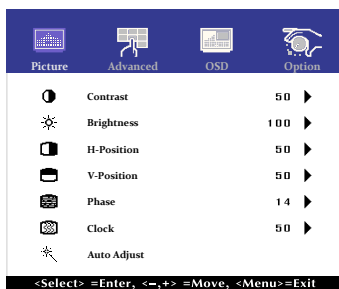 Picture Advanced OSD Option
Contrast 50
Brightness 100
H-Position 50
V-Position 50
Phase 14
Clock 50
Auto Adjust
<Select> =Enter, <–,+> =Move, <Menu>=Exit